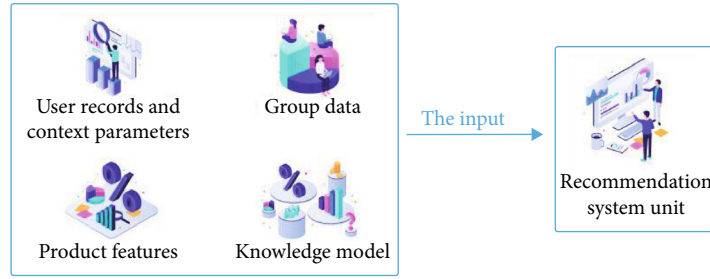 User records and
context parameters
Group data
Product features
Knowledge model
The input
Recommendation
system unit